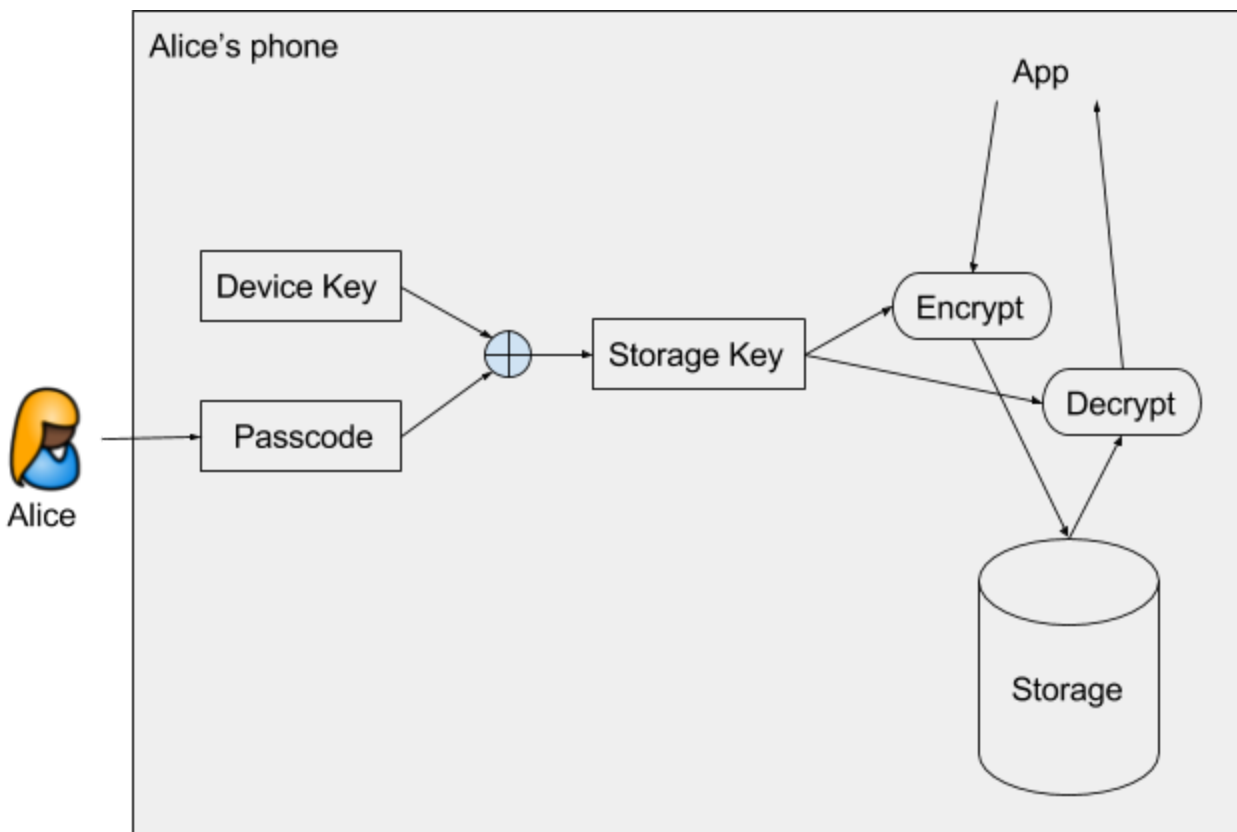 Alice's phone
App
Device Key
Encrypt
Storage Key
Decrypt
Passcode
Alice
Storage